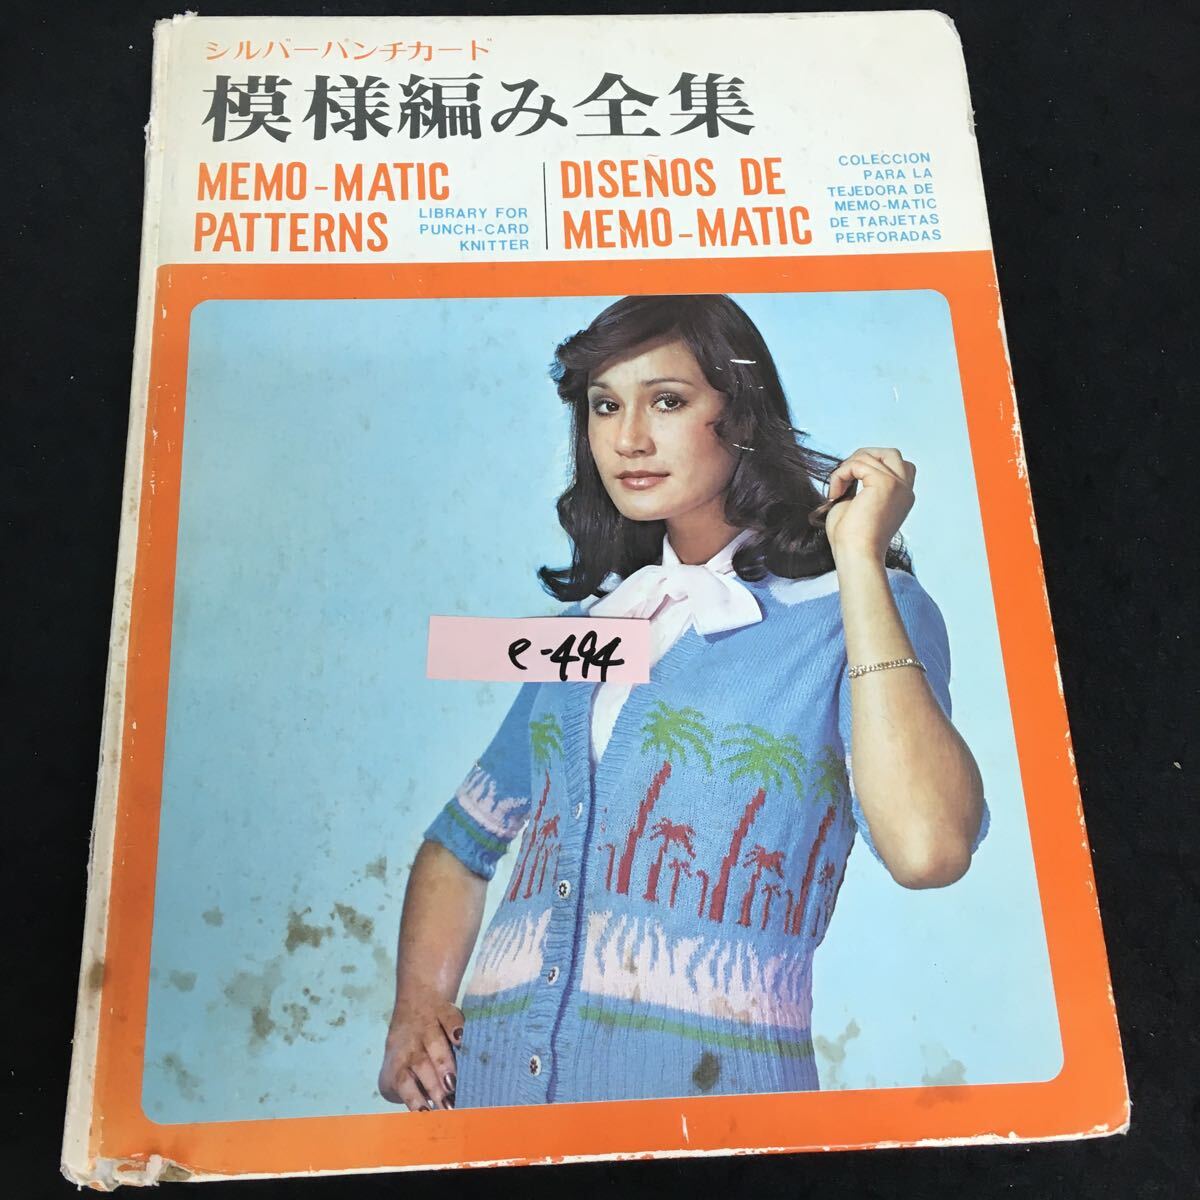 シルバーパンチカード
模様編み全集
MEMO-MATIC
PATTERNS
LIBRARY FOR
PUNCH-CARD
KNITTER
DISEÑOS DE
MEMO-MATIC
COLECCION
PARA LA
TEJEDORA DE
MEMO-MATIC
DE TARJETAS
PERFORADAS
e-494